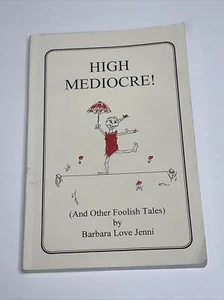 HIGH
MEDIOCRE!
(And Other Foolish Tales)
by
Barbara Love Jenni